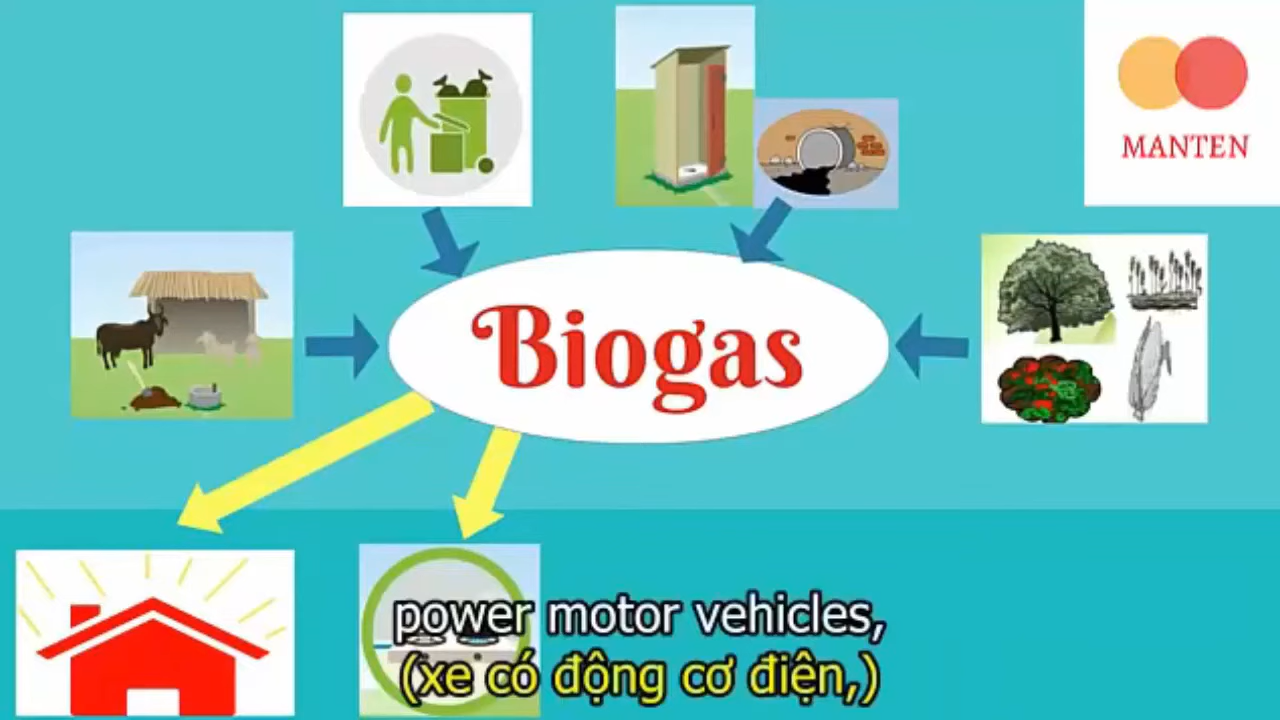 MANTEN
Biogas
power motor vehicles,
(xe có động cơ điện,)